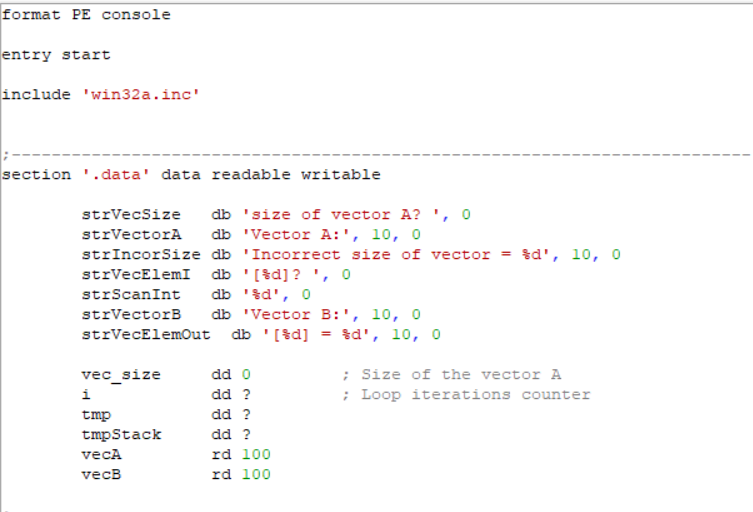 format PE console
entry start
include 'win32a.inc'
;--------------------------------------------------------------------------
section '.data' data readable writable
strVecSize   db 'size of vector A? ', 0
strVectorA   db 'Vector A:', 10, 0
strIncorSize db 'Incorrect size of vector = %d', 10, 0
strVecElemI  db '[%d]? ', 0
strScanInt   db '%d', 0
strVectorB   db 'Vector B:', 10, 0
strVecElemOut  db '[%d] = %d', 10, 0
vec_size     dd 0         ; Size of the vector A
i            dd ?         ; Loop iterations counter
tmp          dd ?
tmpStack     dd ?
vecA         rd 100
vecB         rd 100